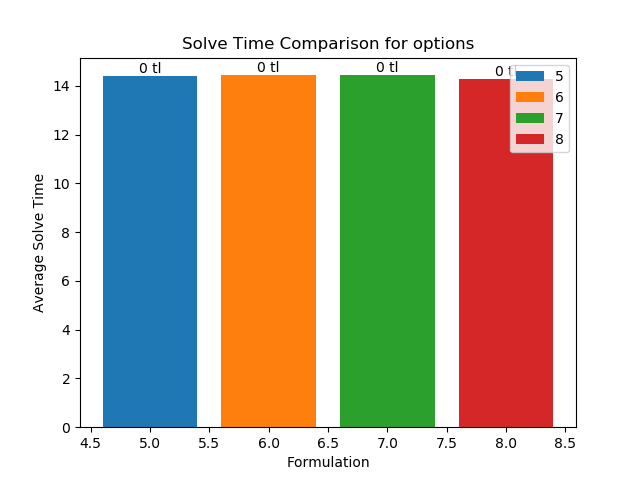 Solve Time Comparison for options
0 tl
0 tl
0 tl
0 tl
5
6
7
8
14
12
10
8
6
4
2
0
Average Solve Time
4.5 5.0 5.5 6.0 6.5 7.0 7.5 8.0 8.5
Formulation